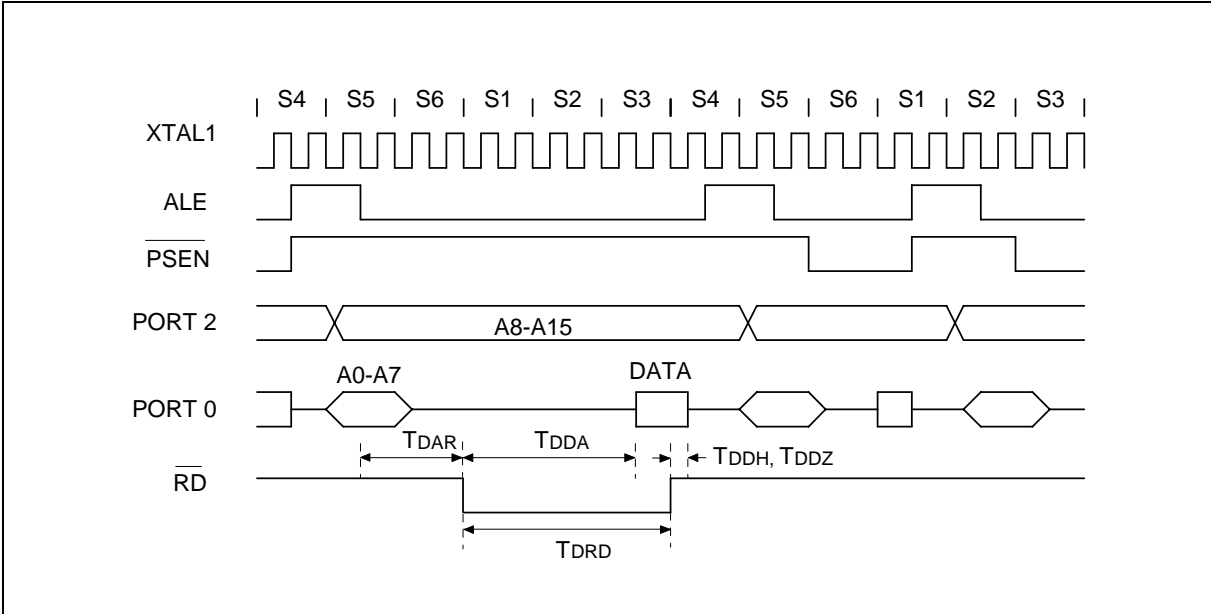 S4 S5 S6 S1 S2 S3 S4 S5 S6 S1 S2 S3
XTAL1
ALE
PSEN
PORT 2
A8-A15
A0-A7
DATA
PORT 0
TDAR
TDDA
TDDH, TDDZ
RD
TDRD